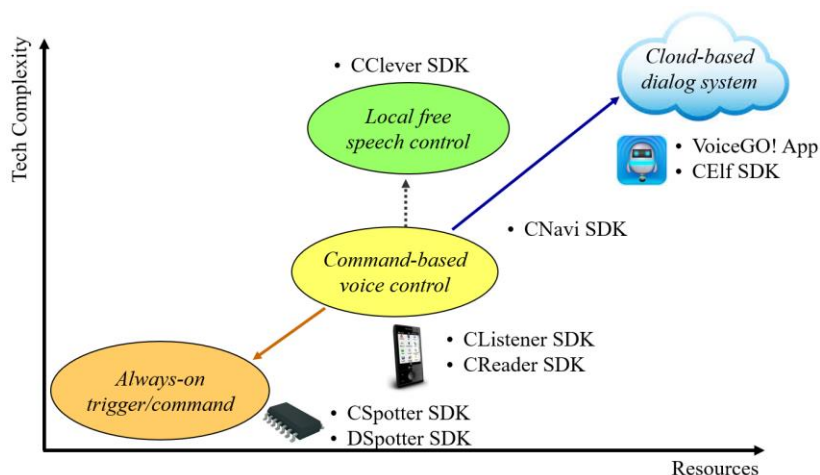 Tech Complexity
• CClever SDK
Local free
speech control
Cloud-based
dialog system
• VoiceGO! App
• CElf SDK
• CNavi SDK
Command-based
voice control
• CListener SDK
• CReader SDK
Always-on
trigger/command
• CSpotter SDK
• DSpotter SDK
Resources